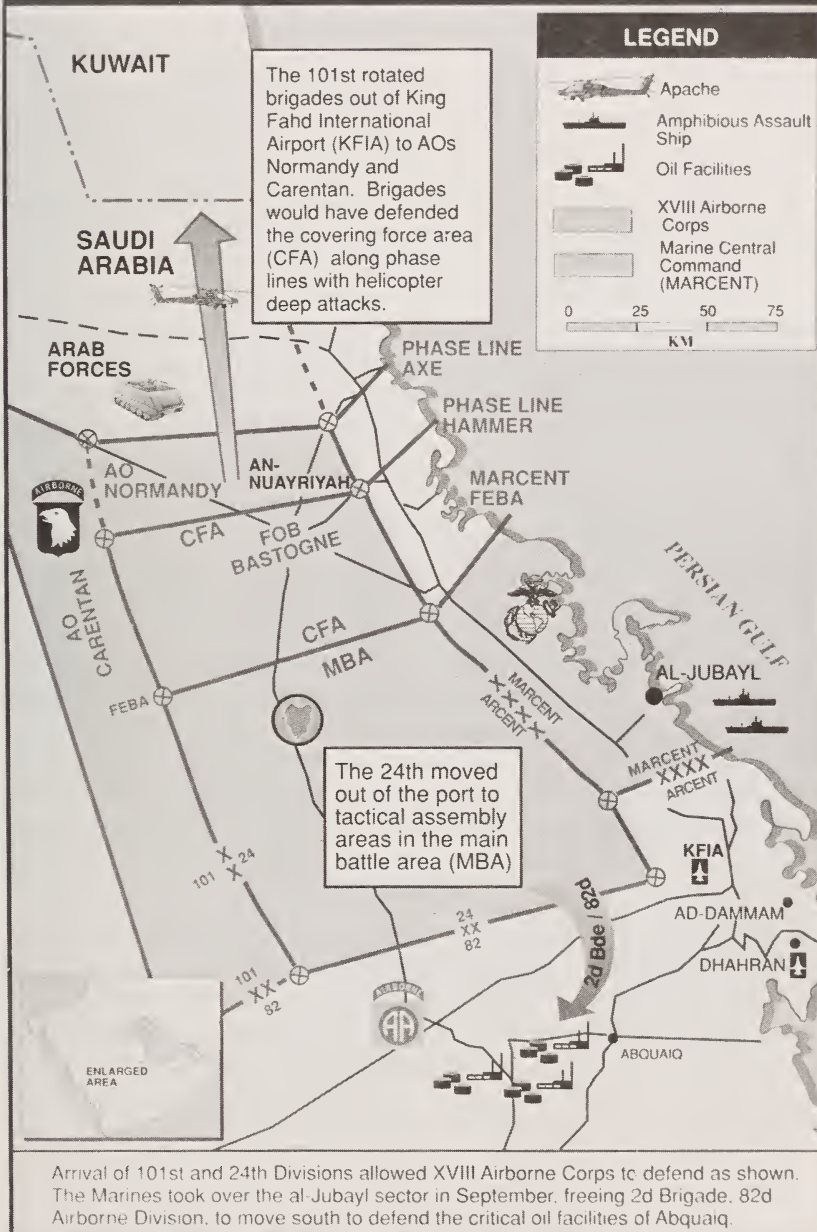 KUWAIT
The 101st rotated
brigades out of King
Fahd International
Airport (KFIA) to AOs
Normandy and
Carentan. Brigades
would have defended
the covering force area
(CFA) along phase
lines with helicopter
deep attacks.
LEGEND
Apache
Amphibious Assault
Ship
Oil Facilities
XVIII Airborne
Corps
Marine Central
Command
(MARCENT)
0 25 50 75
KM
SAUDI
ARABIA
ARAB
FORCES
PHASE LINE
AXE
PHASE LINE
HAMMER
MARCENT
FEBA
AIRBORNE
AO
NORMANDY
AN-
NUAYRIYAH
CFA
FOB
BASTOGNE
AO
CARENTAN
CFA
MBA
FEBA
PERSIAN GULF
AL-JUBAYL
MARCENT
XXXX
ARCENT
MARCENT
XXXX
ARCENT
The 24th moved
out of the port to
tactical assembly
areas in the main
battle area (MBA)
KFIA
101 XX 24
24
XX
82
2d Bde / 82d
AD-DAMMAM
DHAHRAN
101
XX
82
AIRBORNE
AA
ABQUAIQ
ENLARGED
AREA
Arrival of 101st and 24th Divisions allowed XVIII Airborne Corps to defend as shown.
The Marines took over the al-Jubayl sector in September, freeing 2d Brigade, 82d
Airborne Division, to move south to defend the critical oil facilities of Abquaiq.